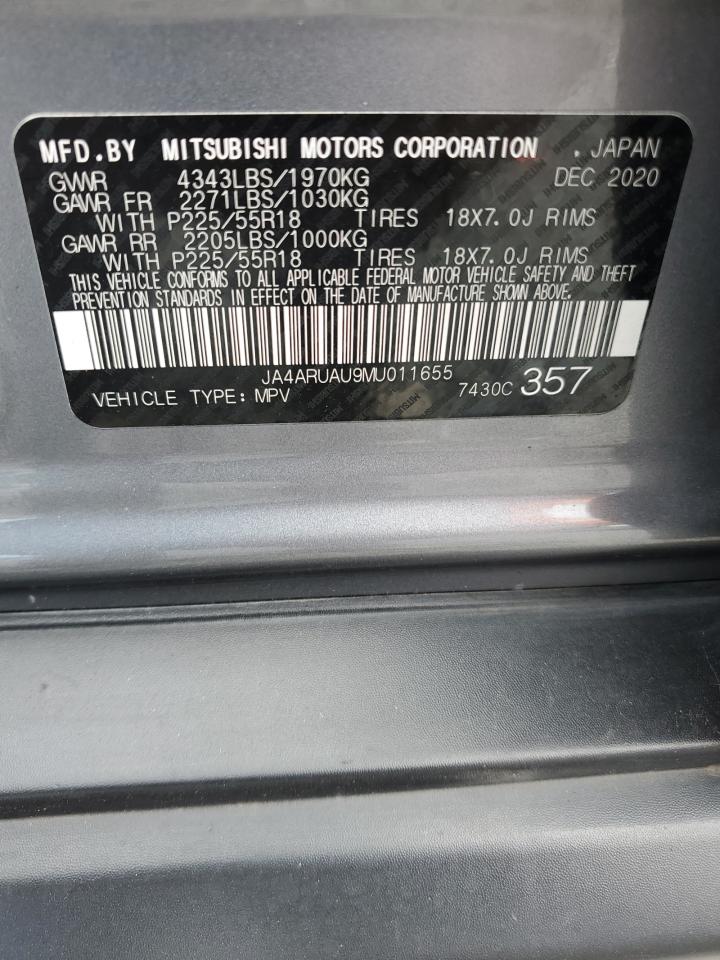 MFD.BY MITSUBISHI MOTORS CORPORATION . JAPAN
GVWR 4343LBS/1970KG DEC 2020
GAWR FR 2271LBS/1030KG
WITH P225/55R18 TIRES 18X7.0J RIMS
GAWR RR 2205LBS/1000KG
WITH P225/55R18 TIRES 18X7.0J RIMS
THIS VEHICLE CONFORMS TO ALL APPLICABLE FEDERAL MOTOR VEHICLE SAFETY AND THEFT
PREVENTION STANDARDS IN EFFECT ON THE DATE OF MANUFACTURE SHOWN ABOVE.
JA4ARUAU9MU011655
VEHICLE TYPE: MPV 7430C 357